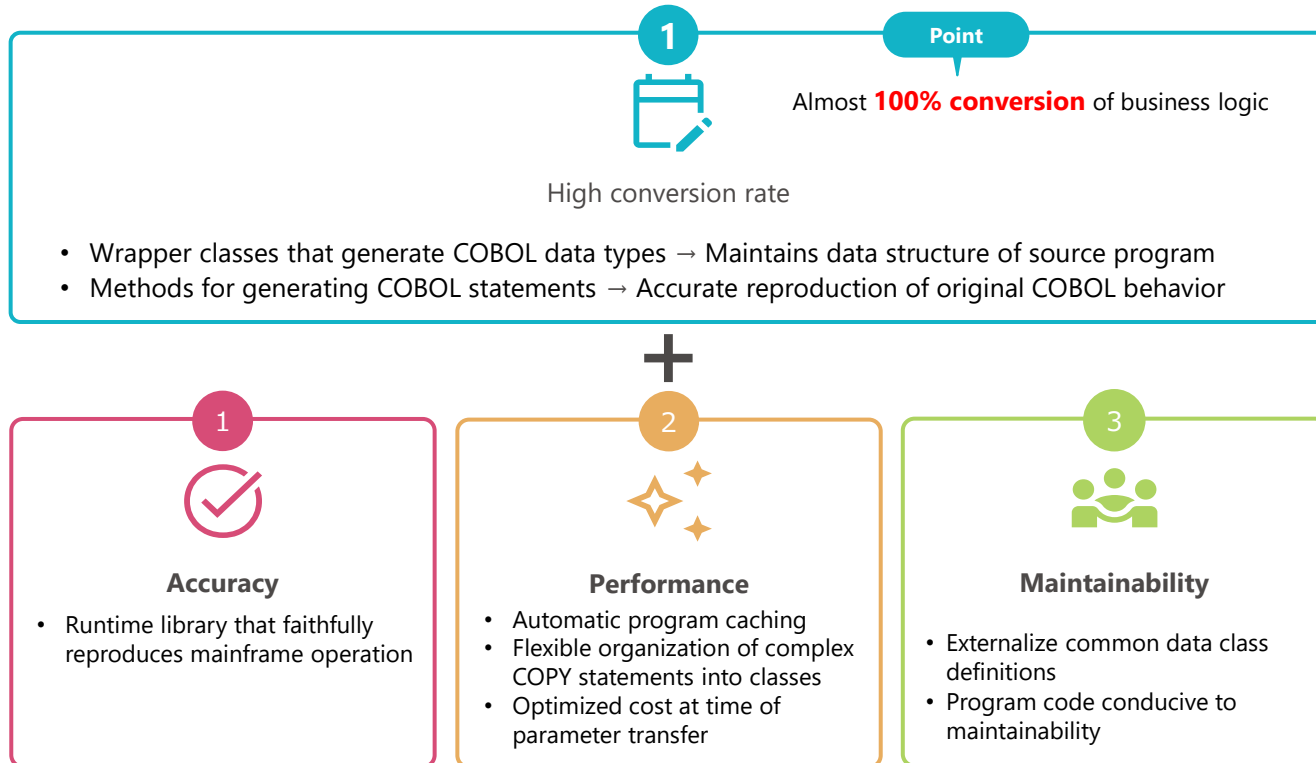 1
Point
Almost 100% conversion of business logic
High conversion rate
• Wrapper classes that generate COBOL data types → Maintains data structure of source program
• Methods for generating COBOL statements → Accurate reproduction of original COBOL behavior
+
1
Accuracy
• Runtime library that faithfully
reproduces mainframe operation
2
Performance
• Automatic program caching
• Flexible organization of complex
COPY statements into classes
• Optimized cost at time of
parameter transfer
3
Maintainability
• Externalize common data class
definitions
• Program code conducive to
maintainability